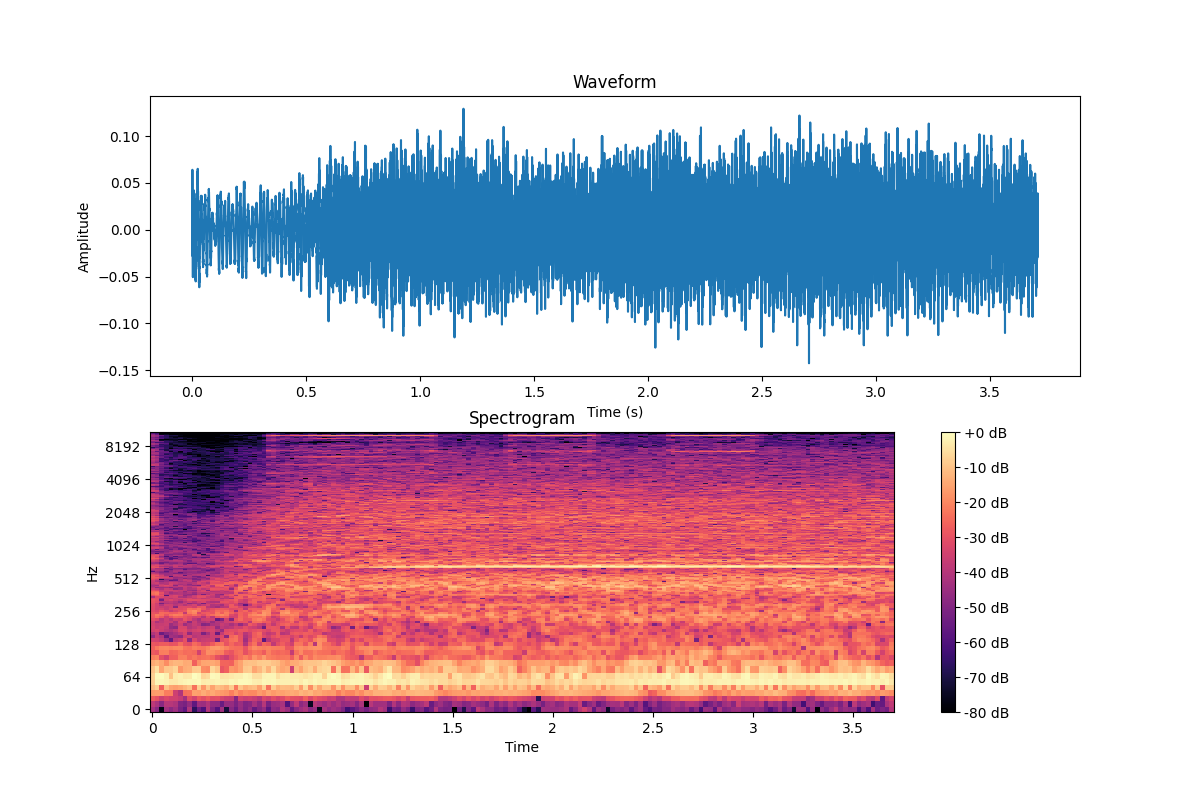 Waveform
Amplitude
0.10
0.05
0.00
−0.05
−0.10
−0.15
0.0 0.5 1.0 1.5 2.0 2.5 3.0 3.5
Time (s)
Spectrogram
Hz
8192
4096
2048
1024
512
256
128
64
0
0 0.5 1 1.5 2 2.5 3 3.5
Time
+0 dB
-10 dB
-20 dB
-30 dB
-40 dB
-50 dB
-60 dB
-70 dB
-80 dB